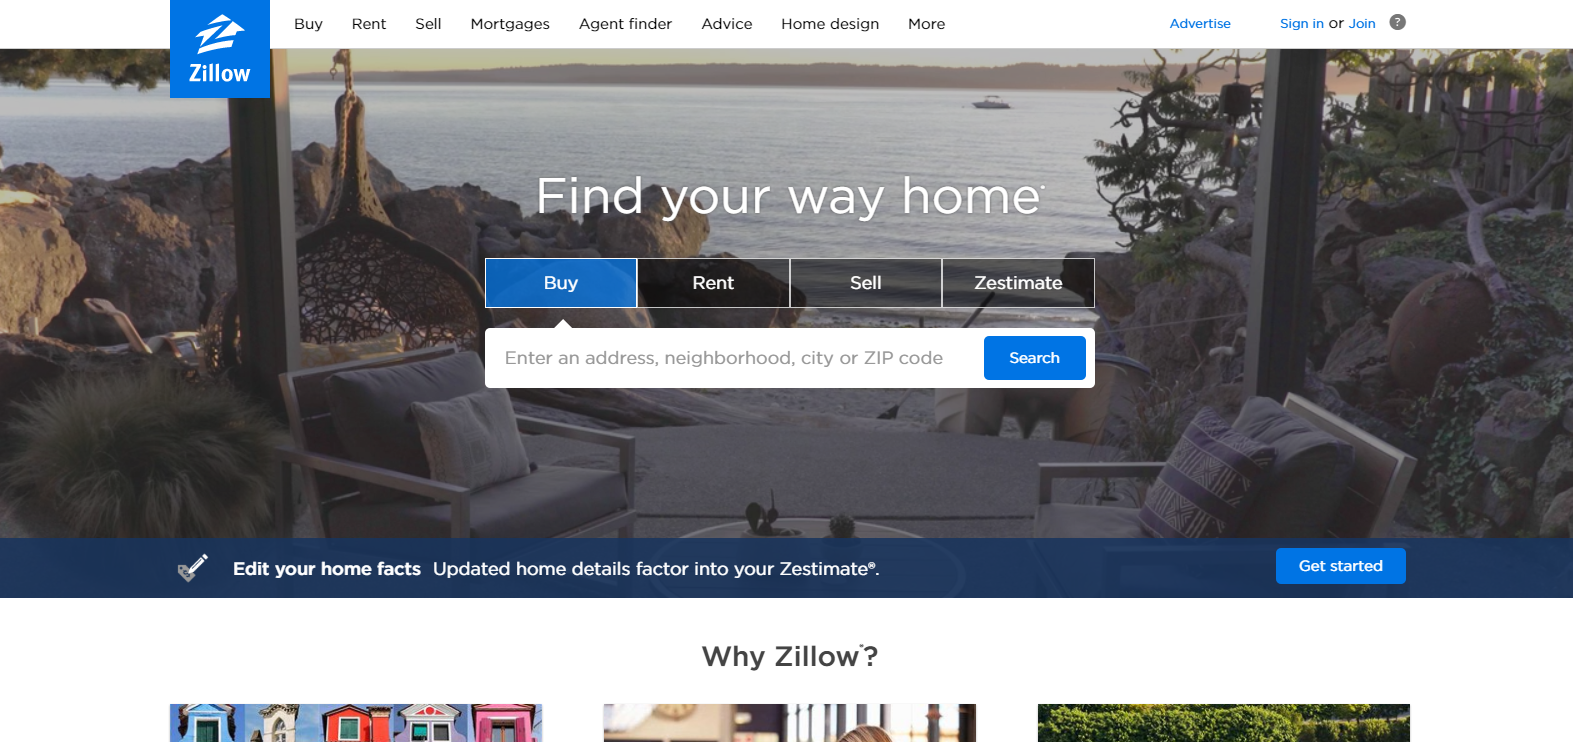 Zillow
Buy Rent Sell Mortgages Agent finder Advice Home design More Advertise Sign in or Join ?
Find your way home
Buy Rent Sell Zestimate
Enter an address, neighborhood, city or ZIP code Search
Edit your home facts Updated home details factor into your Zestimate®. Get started
Why Zillow®?